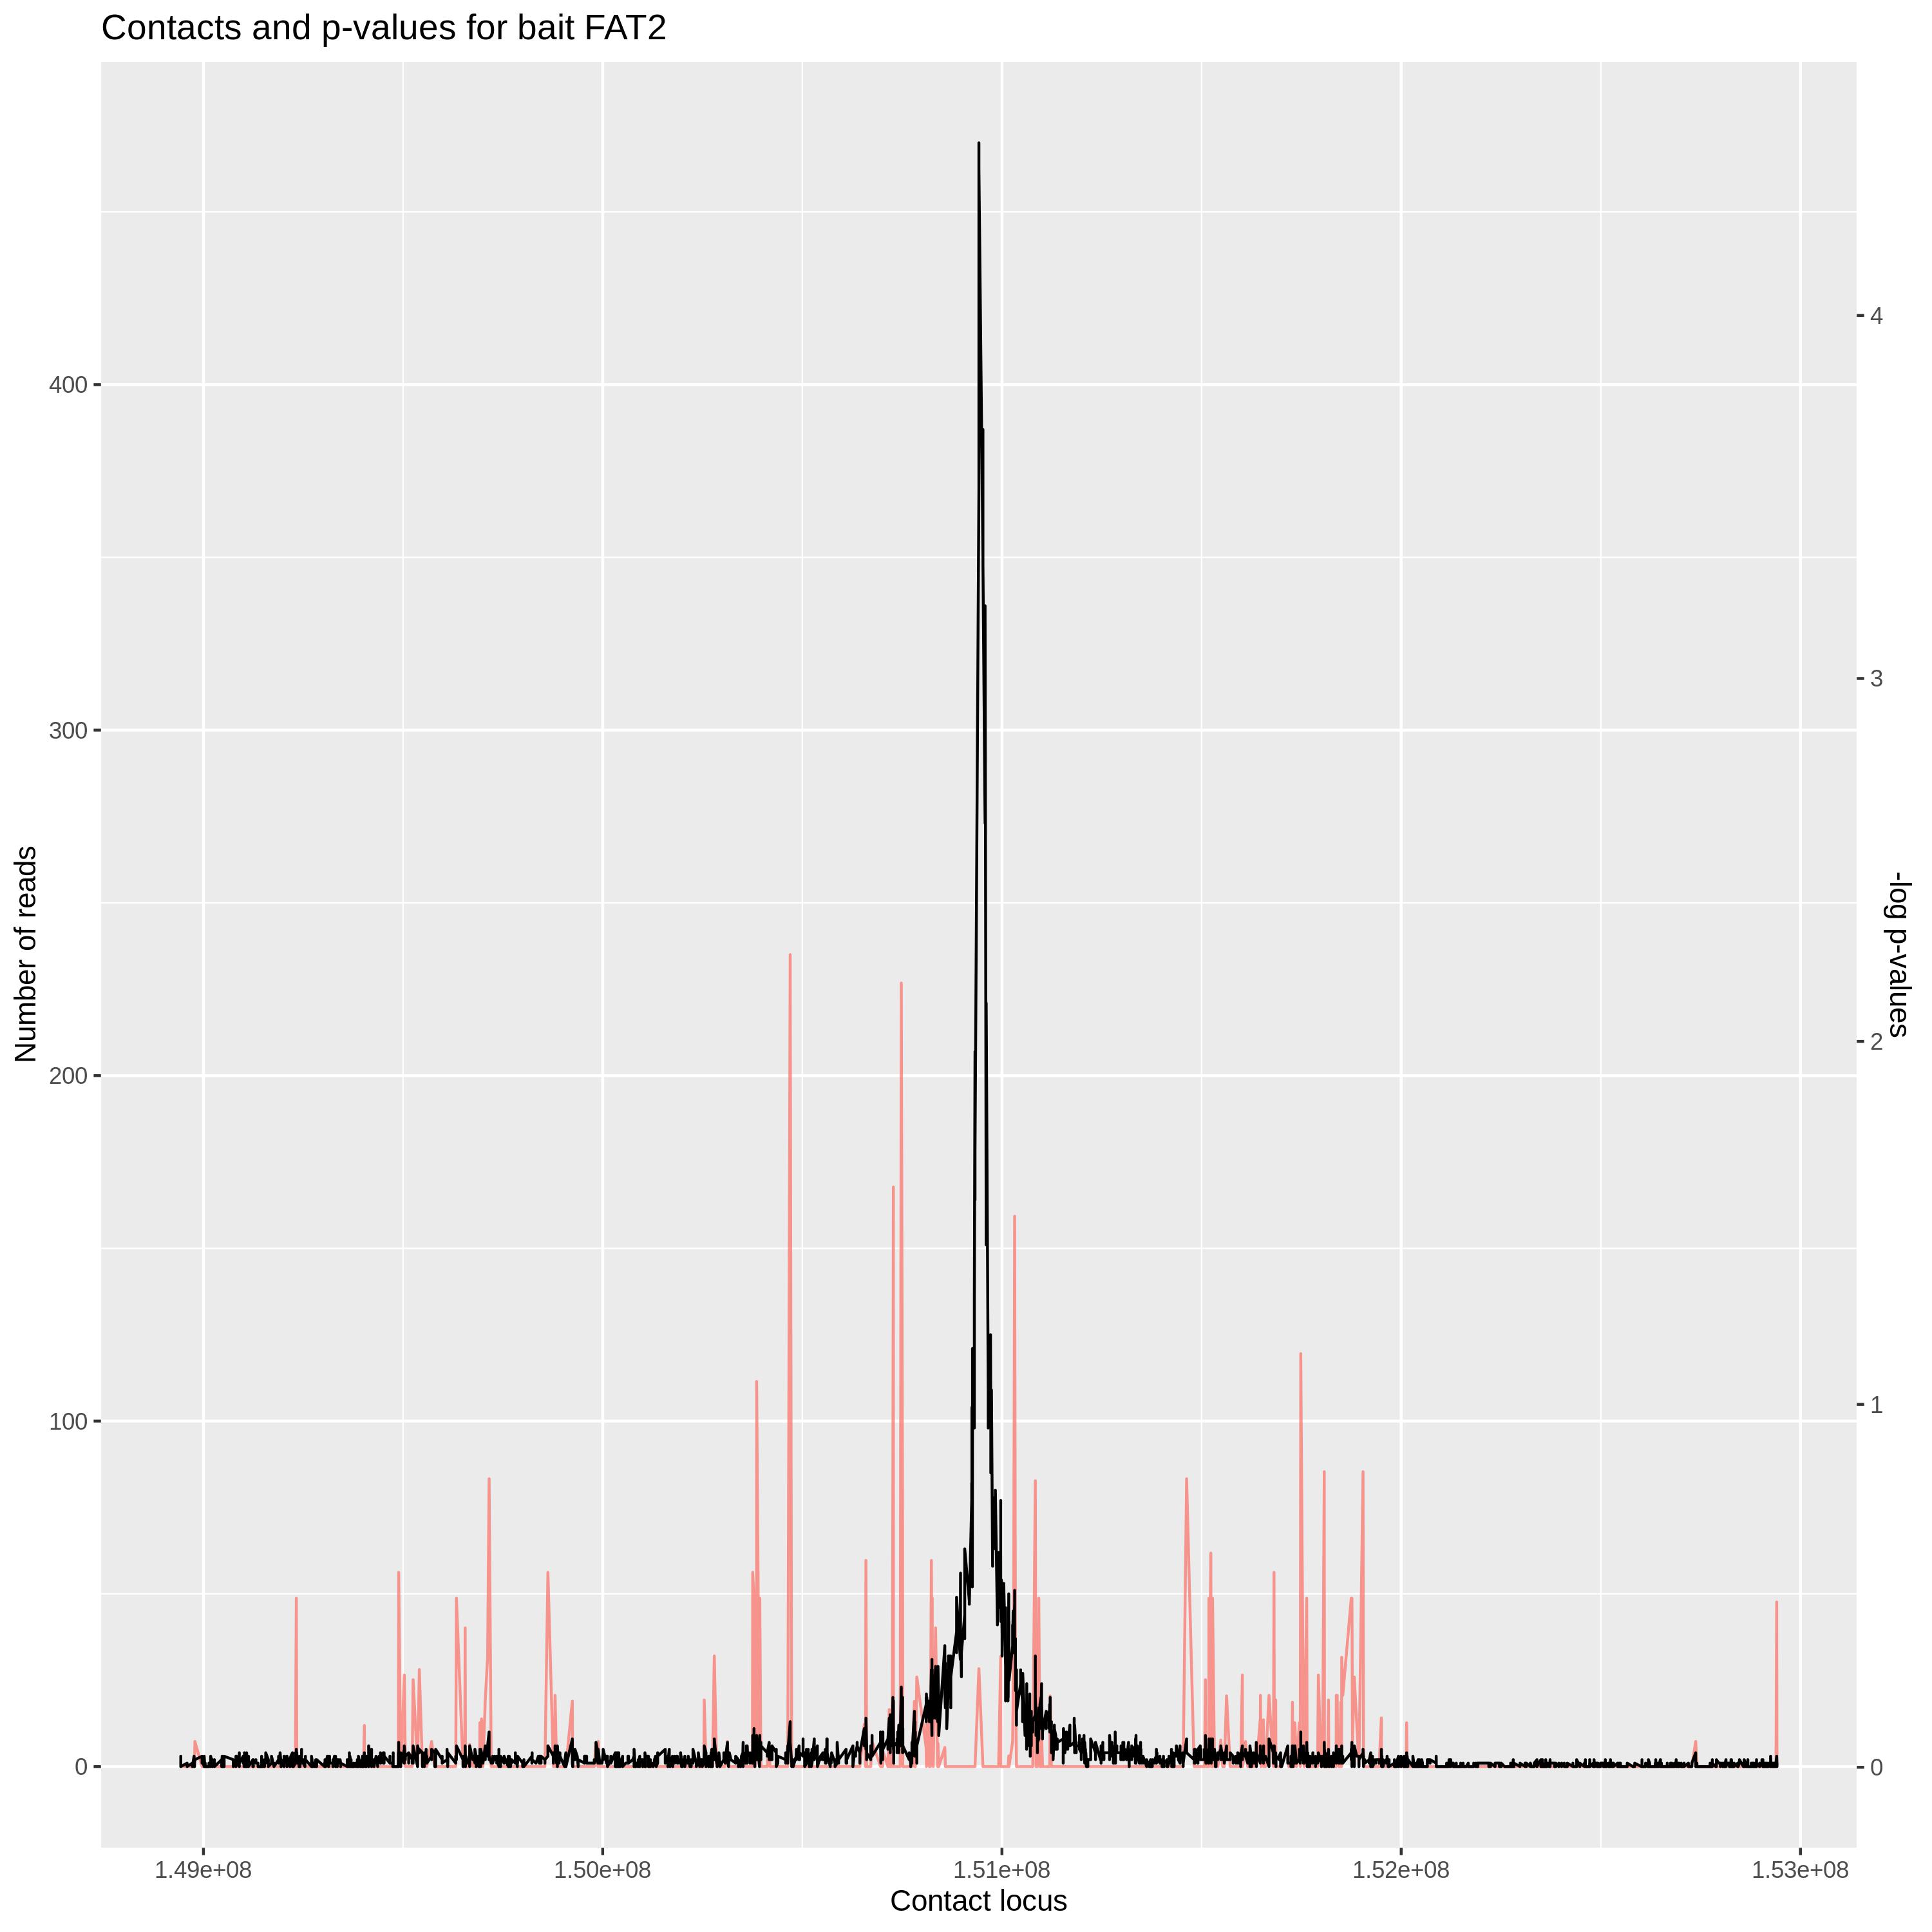 Contacts and p-values for bait FAT2
400
300
200
100
0
Number of reads
4
3
2
1
0
-log p-values
1.49e+08
1.50e+08
1.51e+08
1.52e+08
1.53e+08
Contact locus